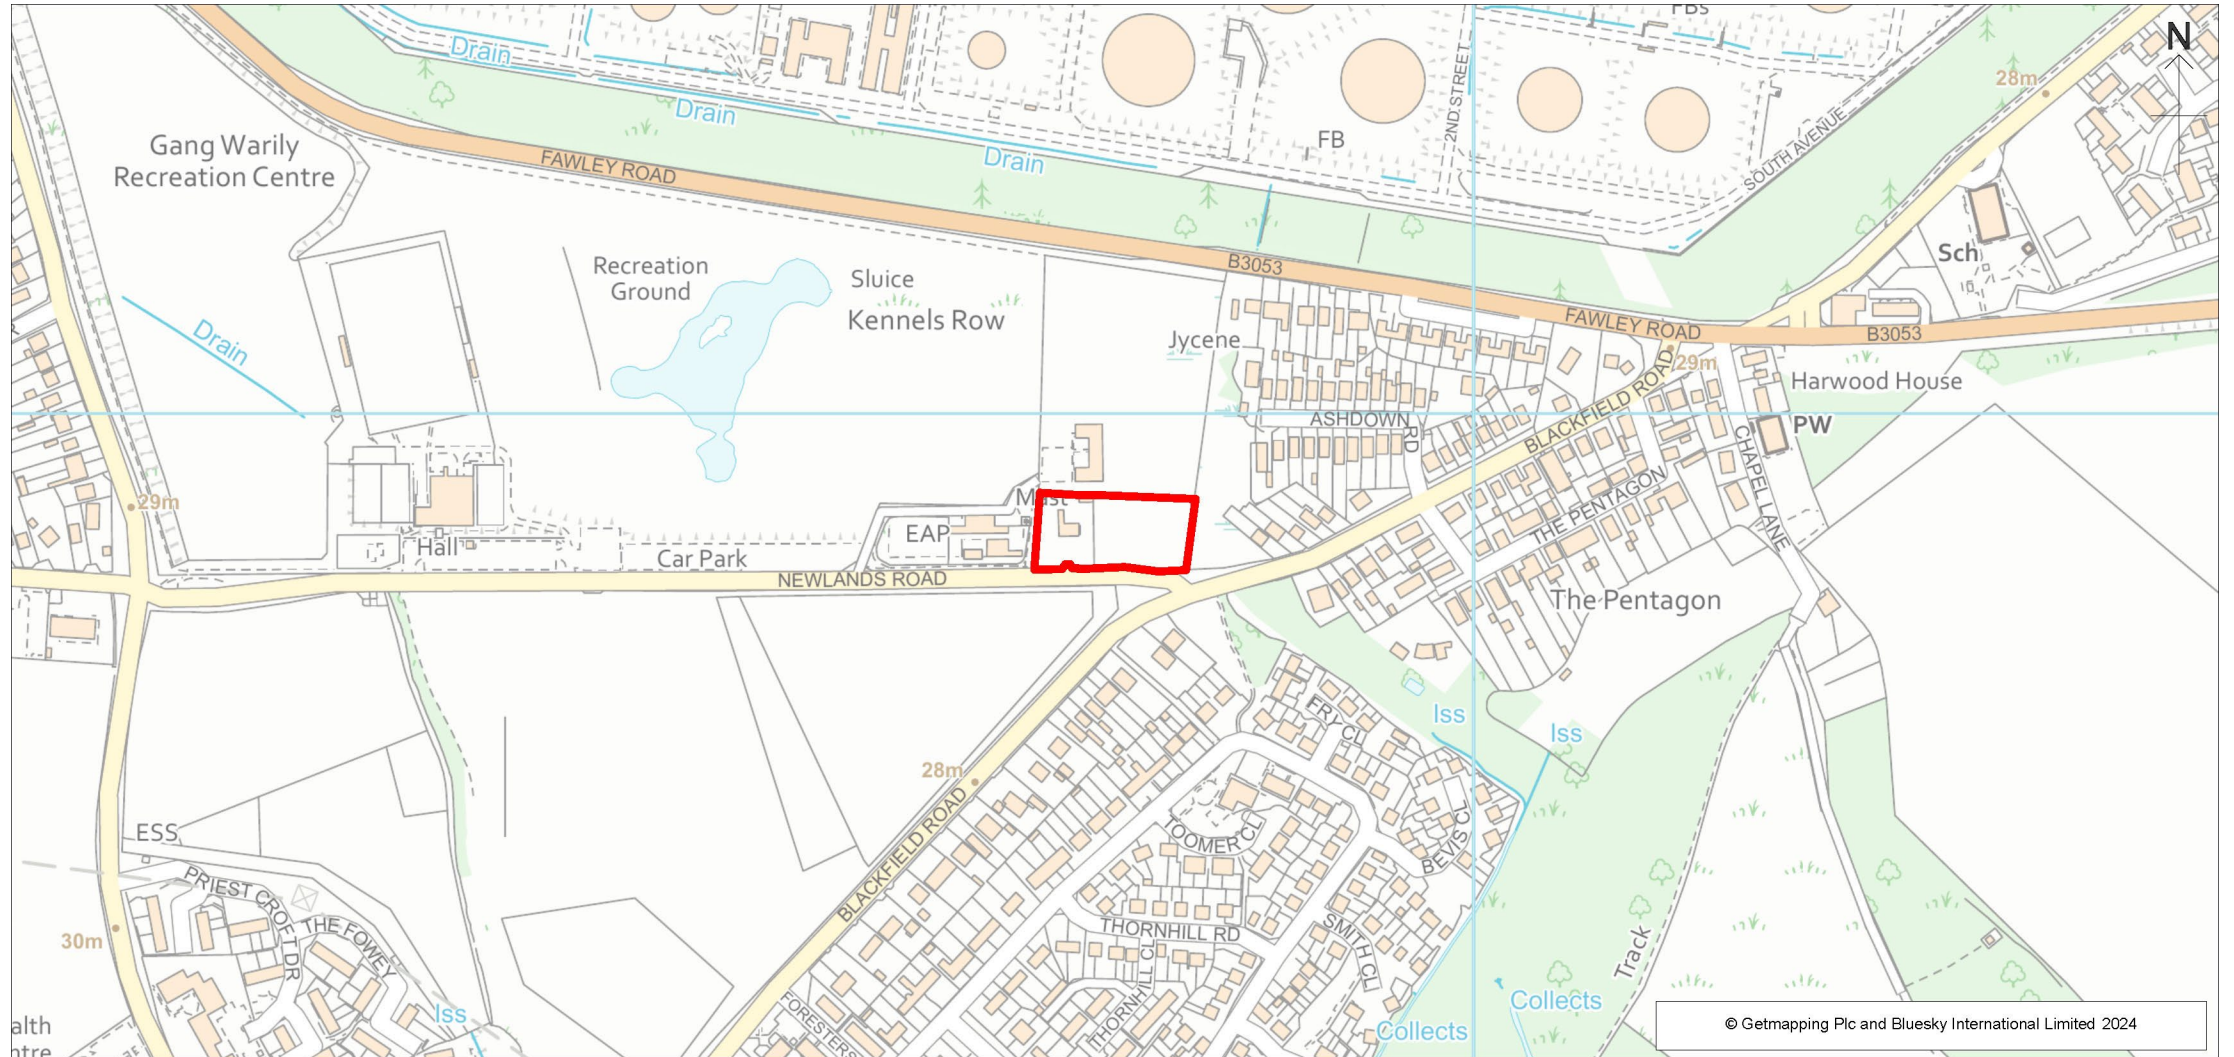 FBs
N
Drain
28m
2ND STREET
Drain
FB
Gang Warily
Recreation Centre
FAWLEY ROAD
Drain
SOUTH AVENUE
Sch
Recreation
Ground
Sluice
Kennels Row
B3053
FAWLEY ROAD
B3053
Drain
Jycene
29m
Harwood House
ASHDOWN
RD
BLACKFIELD ROAD
PW
CHAPEL LANE
29m
Mast
THE PENTAGON
EAP
Hall
Car Park
NEWLANDS ROAD
The Pentagon
FRY CL
Iss
Iss
28m
BLACKFIELD ROAD
ESS
TOOMER CL
BEVIS CL
PRIEST CROFT DR
THE FOWEY
30m
THORNHILL RD
SMITH CL
THORNHILL CL
Track
FORESTERS
Iss
Collects
Collects
alth
ntre
© Getmapping Plc and Bluesky International Limited 2024